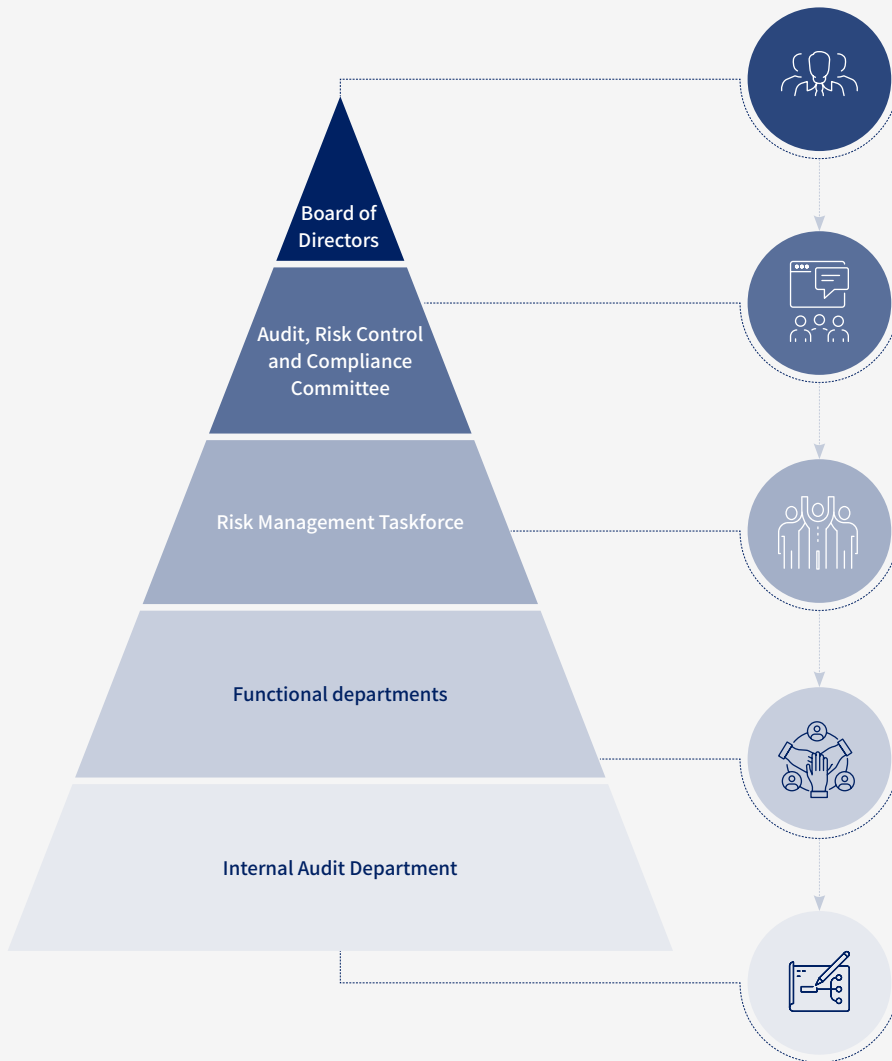 Board of
Directors
Audit, Risk Control
and Compliance
Committee
Risk Management Taskforce
Functional departments
Internal Audit Department